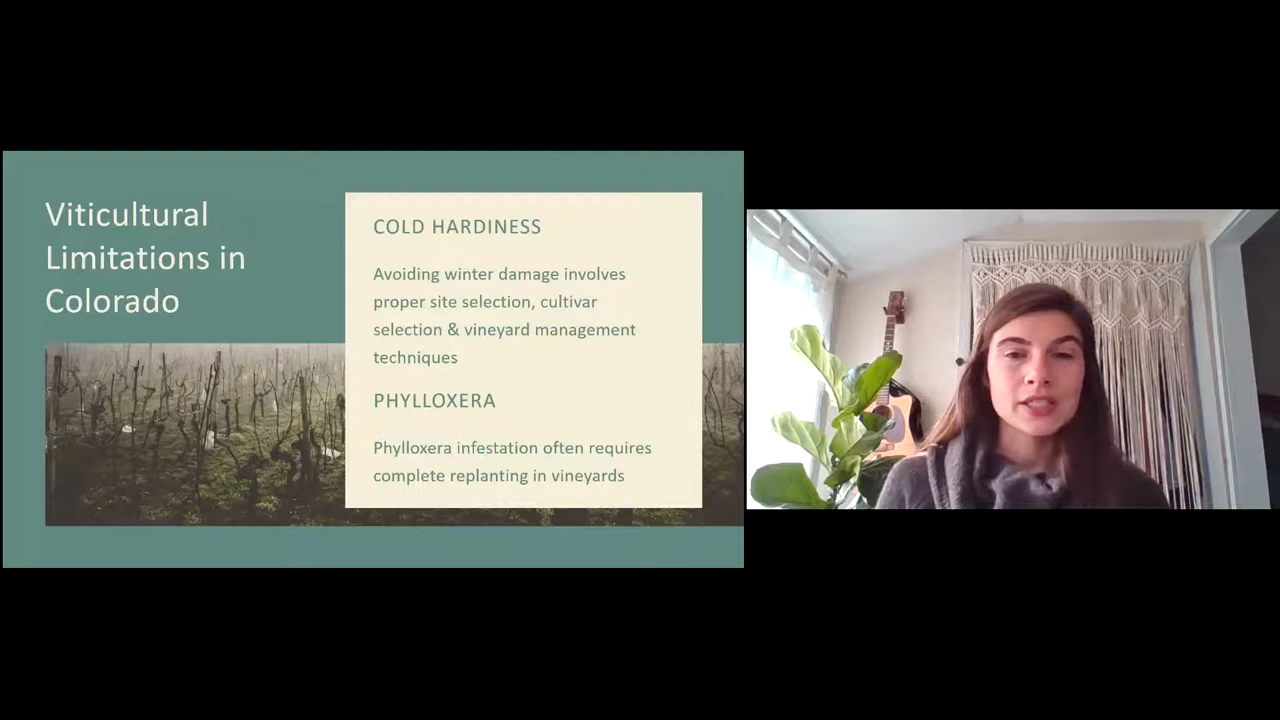 Viticultural
Limitations in
Colorado
COLD HARDINESS
Avoiding winter damage involves
proper site selection, cultivar
selection & vineyard management
techniques
PHYLLOXERA
Phylloxera infestation often requires
complete replanting in vineyards